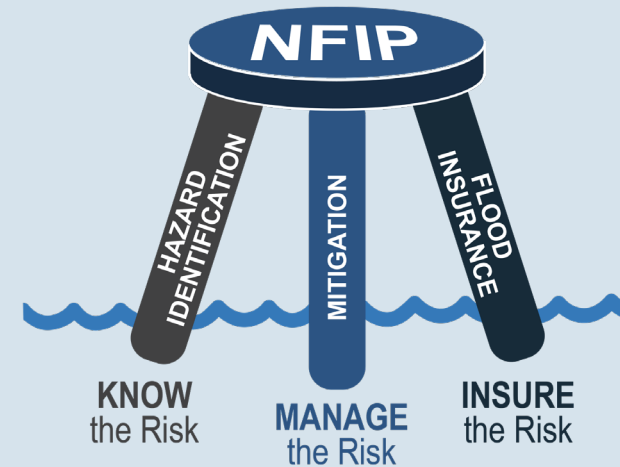 NFIP
HAZARD
IDENTIFICATION
MITIGATION
FLOOD
INSURANCE
KNOW
the Risk
MANAGE
the Risk
INSURE
the Risk